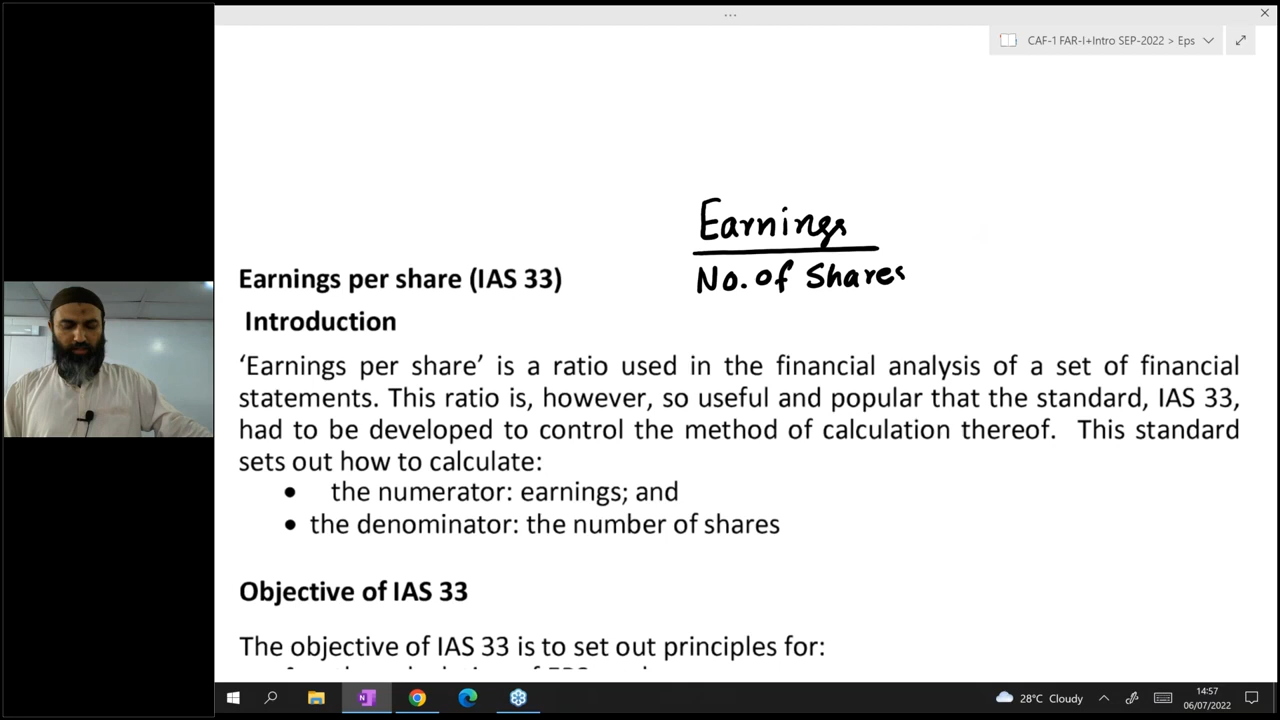 CAF-1 FAR-I+Intro SEP-2022 > Eps
Earnings
No. of Shares
Earnings per share (IAS 33)
Introduction
‘Earnings per share’ is a ratio used in the financial analysis of a set of financial
statements. This ratio is, however, so useful and popular that the standard, IAS 33,
had to be developed to control the method of calculation thereof. This standard
sets out how to calculate:
• the numerator: earnings; and
• the denominator: the number of shares
Objective of IAS 33
The objective of IAS 33 is to set out principles for:
28°C Cloudy
14:57
06/07/2022